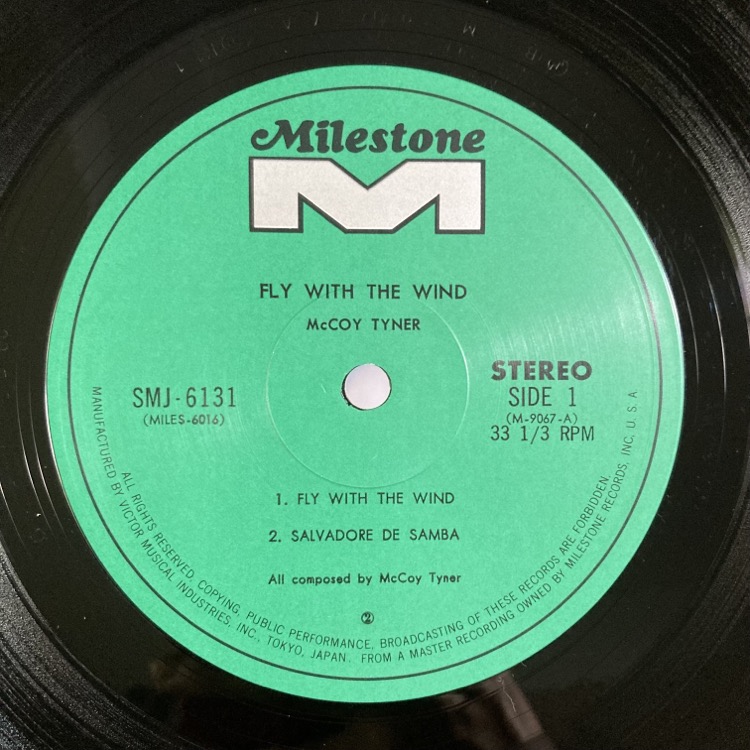 Milestone
M
FLY WITH THE WIND
McCOY TYNER
SMJ-6131
(MILES-6016)
STEREO
SIDE 1
(M-9067-A)
33 1/3 RPM
1. FLY WITH THE WIND
2. SALVADORE DE SAMBA
All composed by McCoy Tyner
②
ALL RIGHTS RESERVED. COPYING, PUBLIC PERFORMANCE, BROADCASTING OF THESE RECORDS ARE FORBIDDEN.
MANUFACTURED BY VICTOR MUSICAL INDUSTRIES, INC., TOKYO, JAPAN. FROM A MASTER RECORDING OWNED BY MILESTONE RECORDS, INC, U.S.A